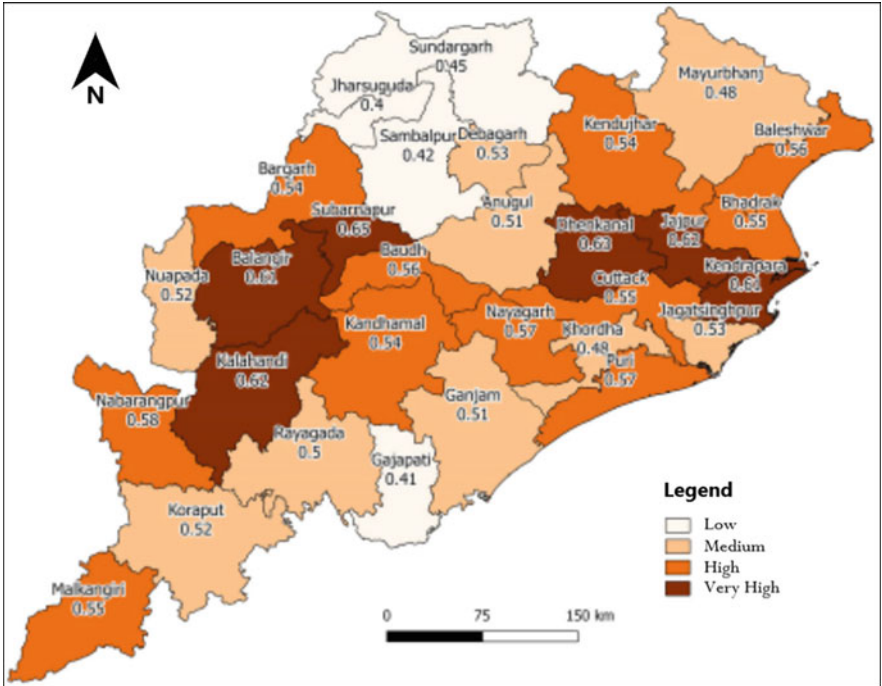 Sundargarh
0.45
Mayurbhanj
0.48
Jharsuguda
0.4
N
Kendujhar
0.54
Baleshwar
0.56
Sambalpur
0.42
Debagarh
0.53
Bargarh
0.54
Subarnapur
0.65
Anugul
0.51
Bhadrak
0.55
Dhenkanal
0.63
Jajpur
0.62
Baudh
0.56
Balangir
0.61
Kendrapara
0.61
Nuapada
0.52
Cuttack
0.55
Nayagarh
0.57
Jagatsinghpur
0.53
Kandhamal
0.54
Khordha
0.48
Puri
0.57
Kalahandi
0.62
Nabarangpur
0.58
Ganjam
0.51
Rayagada
0.5
Gajapati
0.41
Koraput
0.52
Malkangiri
0.55
Legend
Low
Medium
High
Very High
0 75 150 km